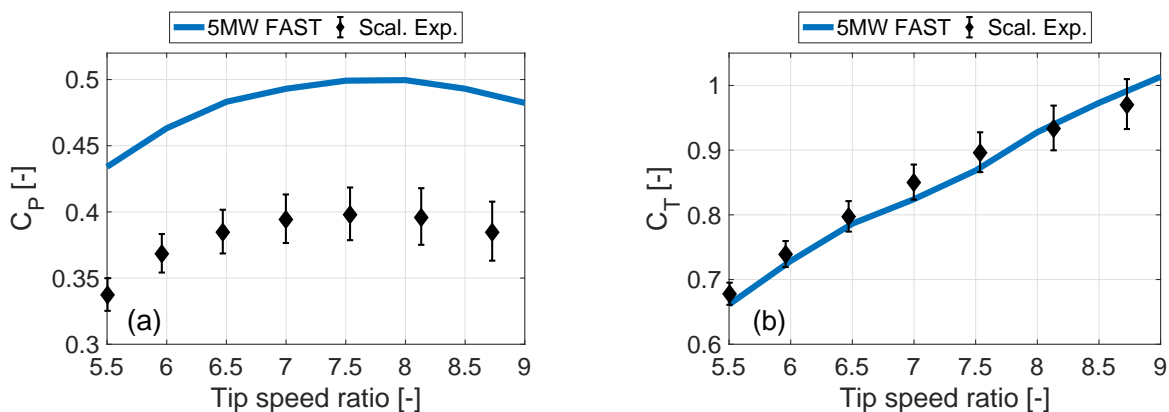 5MW FAST Scal. Exp.
0.5
0.45
0.4
0.35
0.3
C_P [-]
(a)
5.5 6 6.5 7 7.5 8 8.5 9
Tip speed ratio [-]
5MW FAST Scal. Exp.
1
0.9
0.8
0.7
0.6
C_T [-]
(b)
5.5 6 6.5 7 7.5 8 8.5 9
Tip speed ratio [-]